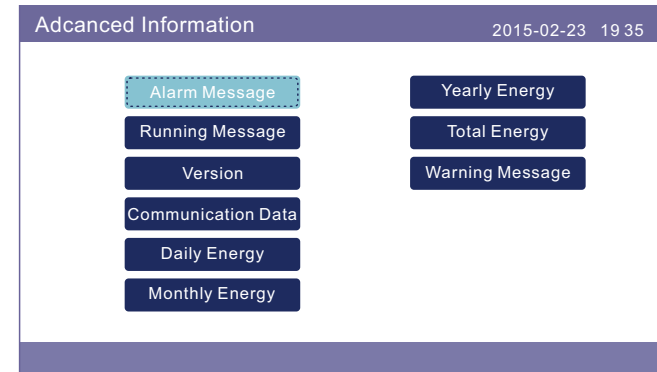 Adcanced Information
2015-02-23 19 35
Alarm Message
Running Message
Version
Communication Data
Daily Energy
Monthly Energy
Yearly Energy
Total Energy
Warning Message